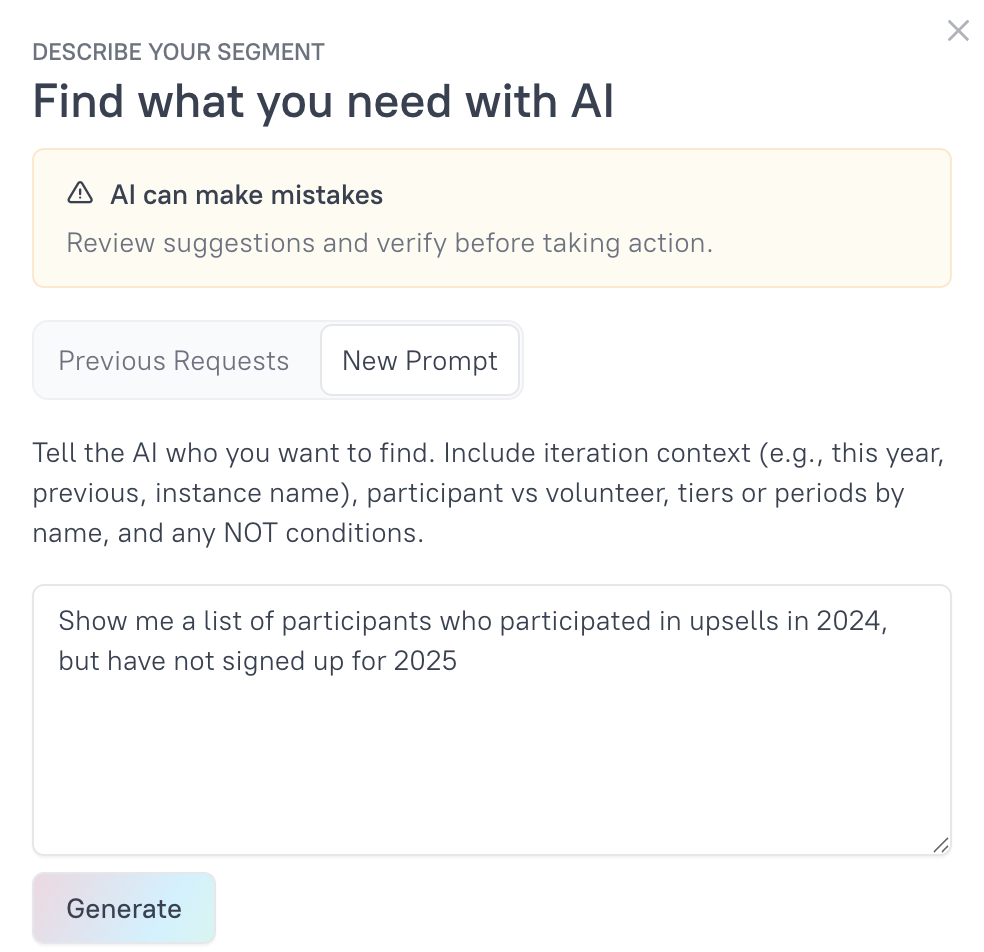 DESCRIBE YOUR SEGMENT
Find what you need with AI
AI can make mistakes
Review suggestions and verify before taking action.
Previous Requests
New Prompt
Tell the AI who you want to find. Include iteration context (e.g., this year,
previous, instance name), participant vs volunteer, tiers or periods by
name, and any NOT conditions.
Show me a list of participants who participated in upsells in 2024,
but have not signed up for 2025
Generate